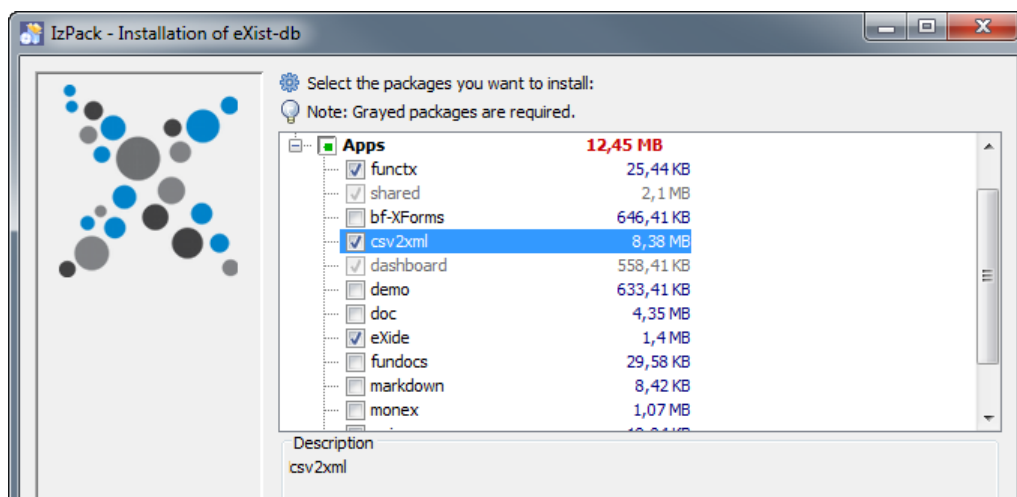 IzPack - Installation of eXist-db
Select the packages you want to install:
Note: Grayed packages are required.
Apps 12,45 MB
functx 25,44 KB
shared 2,1 MB
bf-XForms 646,41 KB
csv2xml 8,38 MB
dashboard 558,41 KB
demo 633,41 KB
doc 4,35 MB
eXide 1,4 MB
fundocs 29,58 KB
markdown 8,42 KB
monex 1,07 MB
Description
csv2xml